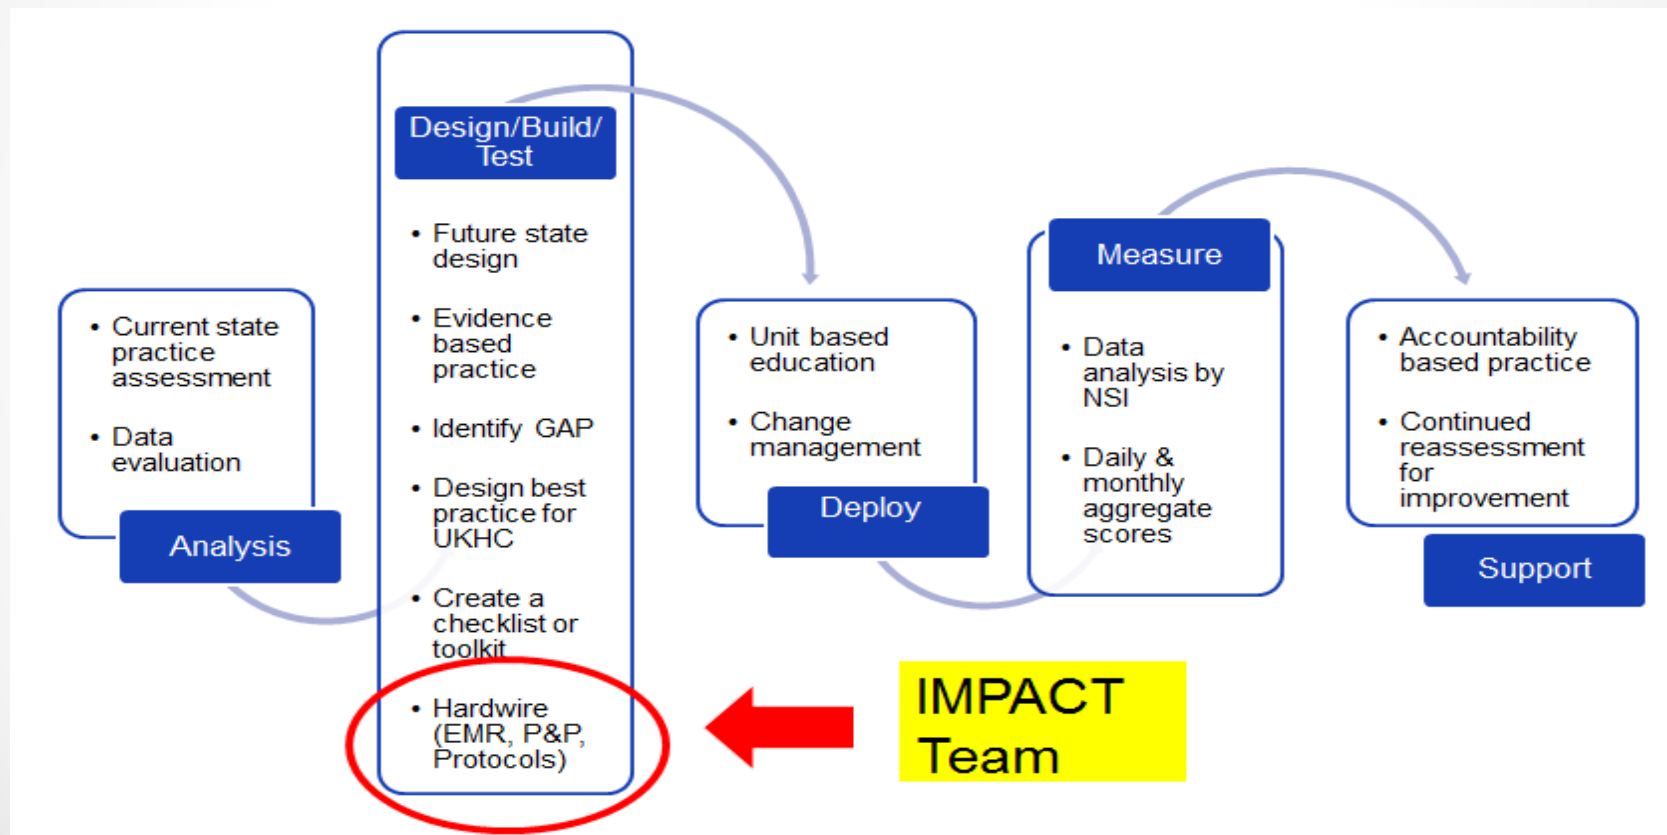 • Current state
practice
assessment
• Data
evaluation
Analysis
Design/Build/
Test
• Future state
design
• Evidence
based
practice
• Identify GAP
• Design best
practice for
UKHC
• Create a
checklist or
toolkit
• Hardwire
(EMR, P&P,
Protocols)
• Unit based
education
• Change
management
Deploy
Measure
• Data
analysis by
NSI
• Daily &
monthly
aggregate
scores
• Accountability
based practice
• Continued
reassessment
for
improvement
Support
IMPACT
Team